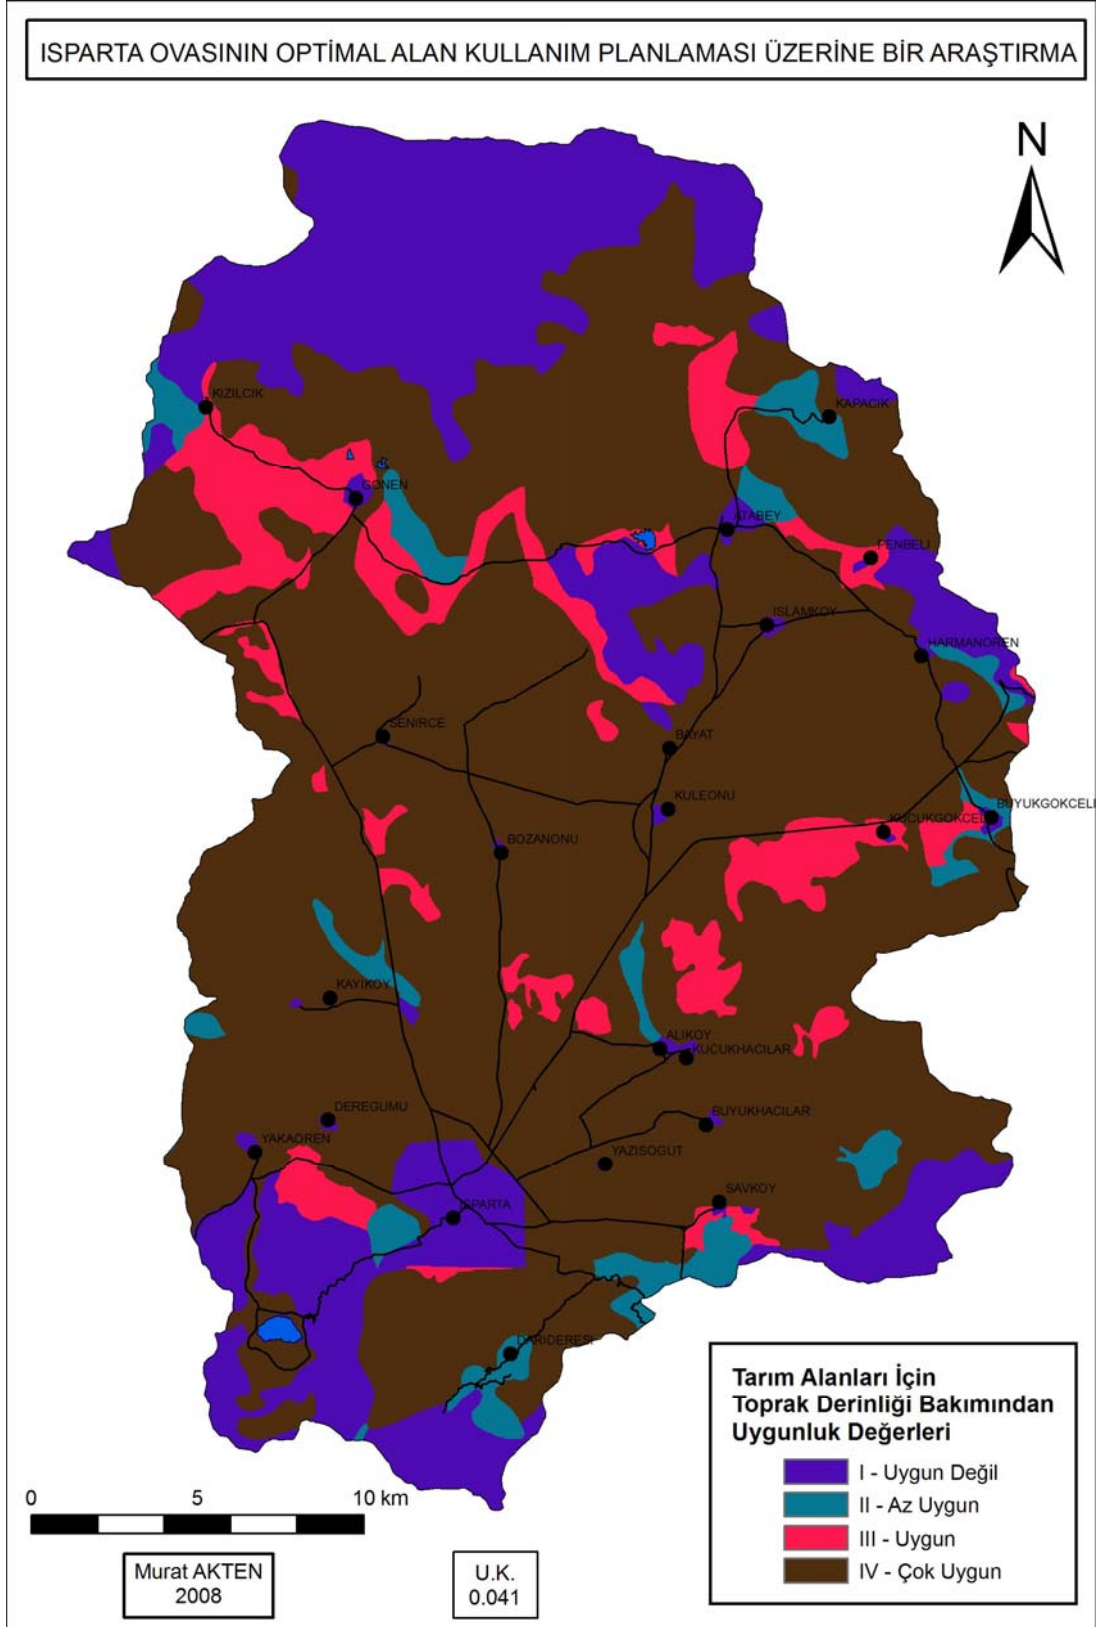 ISPARTA OVASININ OPTİMAL ALAN KULLANIM PLANLAMASI ÜZERİNE BİR ARAŞTIRMA
N
KIZILCIK
KAPACIK
GONEN
ATABEY
PENBELI
ISLAMKOY
HARMANOREN
SENIRCE
BAYAT
KULEONU
BUYUKGOKCELI
KUCUKGOKCELI
BOZANONU
KAYIKOY
ALIKOY
KUCUKHACILAR
DEREGUMU
BUYUKHACILAR
YAKAOREN
YAZISOGUT
SAVKOY
ISPARTA
DARIDERESI
Tarım Alanları İçin
Toprak Derinliği Bakımından
Uygunluk Değerleri
I - Uygun Değil
II - Az Uygun
III - Uygun
IV - Çok Uygun
0 5 10 km
Murat AKTEN
2008
U.K.
0.041